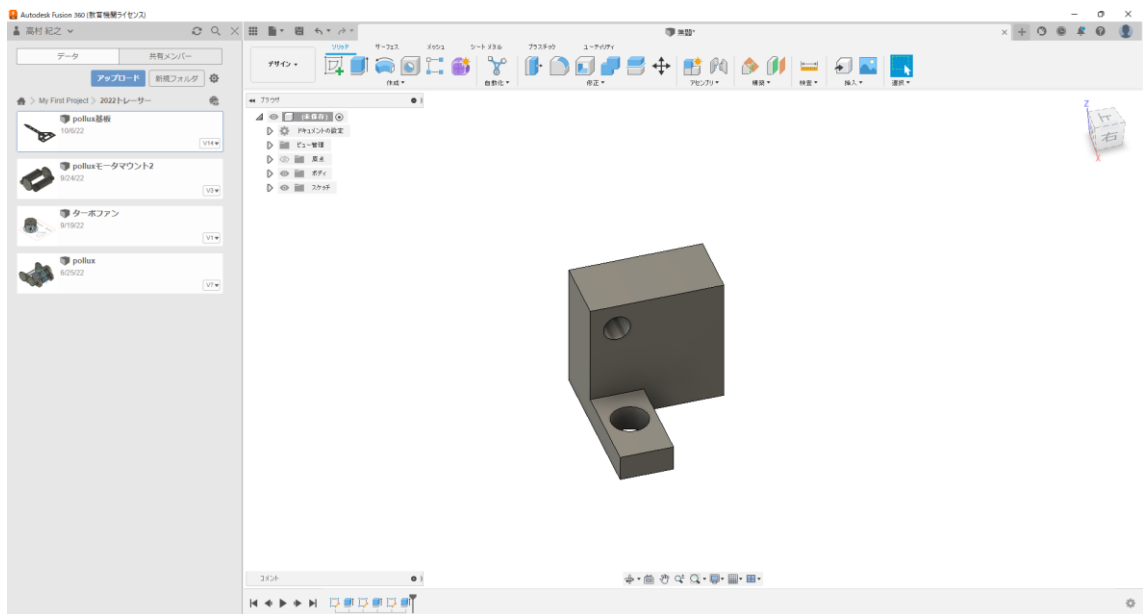 Autodesk Fusion 360 (教育機関ライセンス)
高村 紀之
無題*
データ
共有メンバー
アップロード
新規フォルダ
My First Project > 2022トレーサー
pollux基板
10/6/22
V14
polluxモータマウント2
9/24/22
V3
ターボファン
9/19/22
V1
pollux
6/25/22
V7
ソリッド
サーフェス
メッシュ
シート メタル
プラスチック
ユーティリティ
デザイン
作成
自動化
修正
アセンブリ
構築
検査
挿入
選択
ブラウザ
(未保存)
ドキュメントの設定
ビュー管理
原点
ボディ
スケッチ
Z
上
右
X
コメント